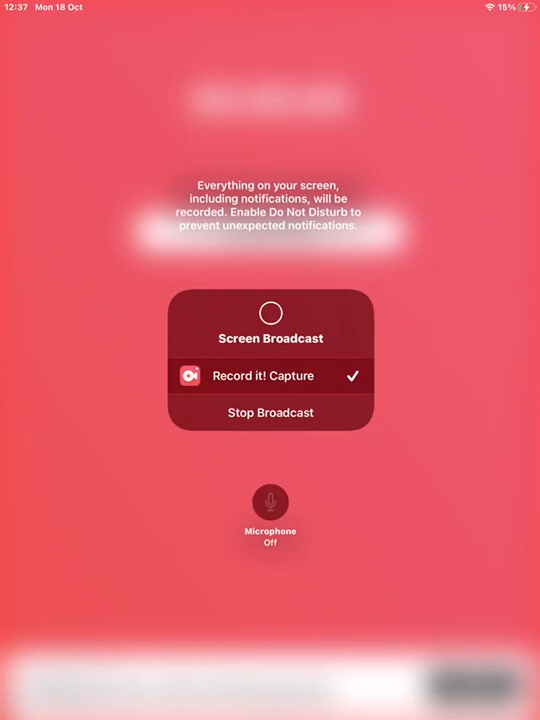 12:37 Mon 18 Oct 15%
Everything on your screen,
including notifications, will be
recorded. Enable Do Not Disturb to
prevent unexpected notifications.
Screen Broadcast
Record it! Capture
Stop Broadcast
Microphone
Off